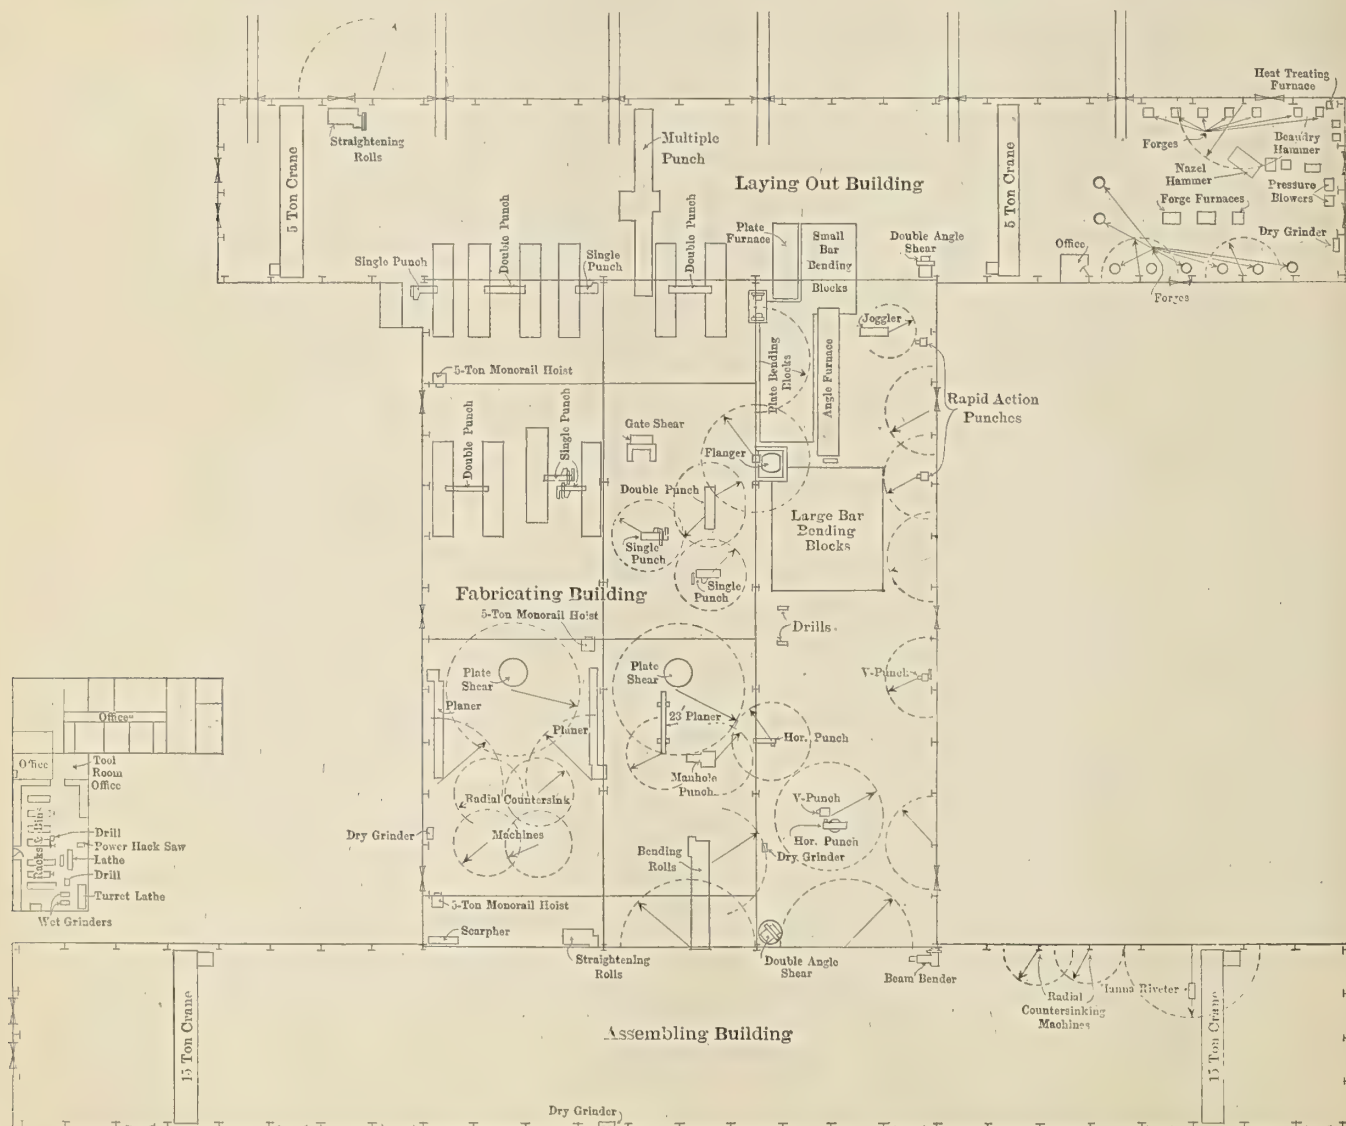 Heat Treating
Furnace
Straightening
Rolls
5 Ton Crane
Multiple
Punch
Laying Out Building
5 Ton Crane
Forges
Beaudry
Hammer
Nazel
Hammer
Pressure
Blowers
Forge Furnaces
Dry Grinder
Office
Forges
Single Punch
Double Punch
Single
Punch
Double Punch
Plate
Furnace
Small
Bar
Bending
Blocks
Double Angle
Shear
Joggler
5-Ton Monorail Hoist
Plate Bending
Blocks
Angle Furnace
Rapid Action
Punches
Double Punch
Single Punch
Gate Shear
Flanger
Double Punch
Single
Punch
Single
Punch
Large Bar
Bending
Blocks
Fabricating Building
5-Ton Monorail Hoist
Drills
Plate
Shear
Planer
Planer
Plate
Shear
23' Planer
V-Punch
Hor. Punch
Manhole
Punch
Radial Countersink
Machines
Dry Grinder
V-Punch
Hor. Punch
Bending
Rolls
Dry Grinder
5-Ton Monorail Hoist
Scarpher
Straightening
Rolls
Double Angle
Shear
Beam Bender
Offices
Office
Tool
Room
Office
Racks & Bins
Drill
Power Hack Saw
Lathe
Drill
Turret Lathe
Wet Grinders
15 Ton Crane
Assembling Building
Radial
Countersinking
Machines
Hanna Riveter
15 Ton Crane
Dry Grinder